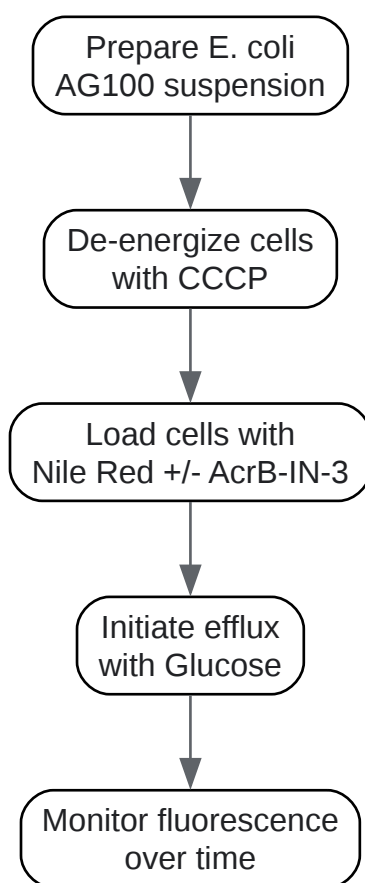 Prepare E. coli
AG100 suspension
De-energize cells
with CCCP
Load cells with
Nile Red +/- AcrB-IN-3
Initiate efflux
with Glucose
Monitor fluorescence
over time